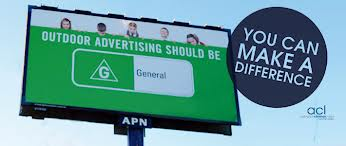 OUTDOOR ADVERTISING SHOULD BE
G General
APN
YOU CAN
MAKE A
DIFFERENCE
acl